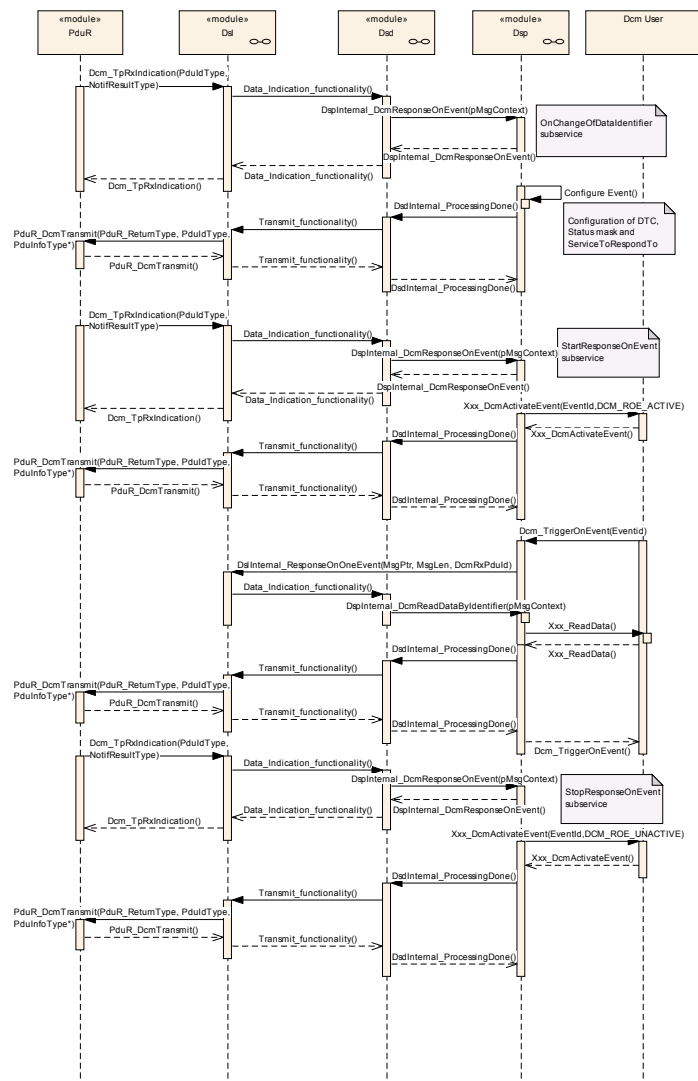 «module»
PduR
«module»
Dsl
«module»
Dsd
«module»
Dsp
Dcm User
Dcm_TpRxIndication(PduIdType,
NotifResultType)
Data_Indication_functionality()
DspInternal_DcmResponseOnEvent(pMsgContext)
OnChangeOfDataIdentifier
subservice
DspInternal_DcmResponseOnEvent()
Data_Indication_functionality()
Dcm_TpRxIndication()
Configure Event()
DsdInternal_ProcessingDone()
Configuration of DTC,
Status mask and
ServiceToRespondTo
Transmit_functionality()
PduR_DcmTransmit(PduR_ReturnType, PduIdType,
PduInfoType*)
PduR_DcmTransmit()
Transmit_functionality()
DsdInternal_ProcessingDone()
Dcm_TpRxIndication(PduIdType,
NotifResultType)
Data_Indication_functionality()
StartResponseOnEvent
subservice
DspInternal_DcmResponseOnEvent(pMsgContext)
DspInternal_DcmResponseOnEvent()
Data_Indication_functionality()
Dcm_TpRxIndication()
Xxx_DcmActivateEvent(EventId,DCM_ROE_ACTIVE)
Xxx_DcmActivateEvent()
DsdInternal_ProcessingDone()
Transmit_functionality()
PduR_DcmTransmit(PduR_ReturnType, PduIdType,
PduInfoType*)
PduR_DcmTransmit()
Transmit_functionality()
DsdInternal_ProcessingDone()
Dcm_TriggerOnEvent(EventId)
DslInternal_ResponseOnOneEvent(MsgPtr, MsgLen, DcmRxPduId)
Data_Indication_functionality()
DspInternal_DcmReadDataByIdentifier(pMsgContext)
Xxx_ReadData()
Xxx_ReadData()
DsdInternal_ProcessingDone()
Transmit_functionality()
PduR_DcmTransmit(PduR_ReturnType, PduIdType,
PduInfoType*)
PduR_DcmTransmit()
Transmit_functionality()
DsdInternal_ProcessingDone()
Dcm_TriggerOnEvent()
Dcm_TpRxIndication(PduIdType,
NotifResultType)
Data_Indication_functionality()
DspInternal_DcmResponseOnEvent(pMsgContext)
StopResponseOnEvent
subservice
DspInternal_DcmResponseOnEvent()
Data_Indication_functionality()
Dcm_TpRxIndication()
Xxx_DcmActivateEvent(EventId,DCM_ROE_UNACTIVE)
Xxx_DcmActivateEvent()
DsdInternal_ProcessingDone()
Transmit_functionality()
PduR_DcmTransmit(PduR_ReturnType, PduIdType,
PduInfoType*)
PduR_DcmTransmit()
Transmit_functionality()
DsdInternal_ProcessingDone()